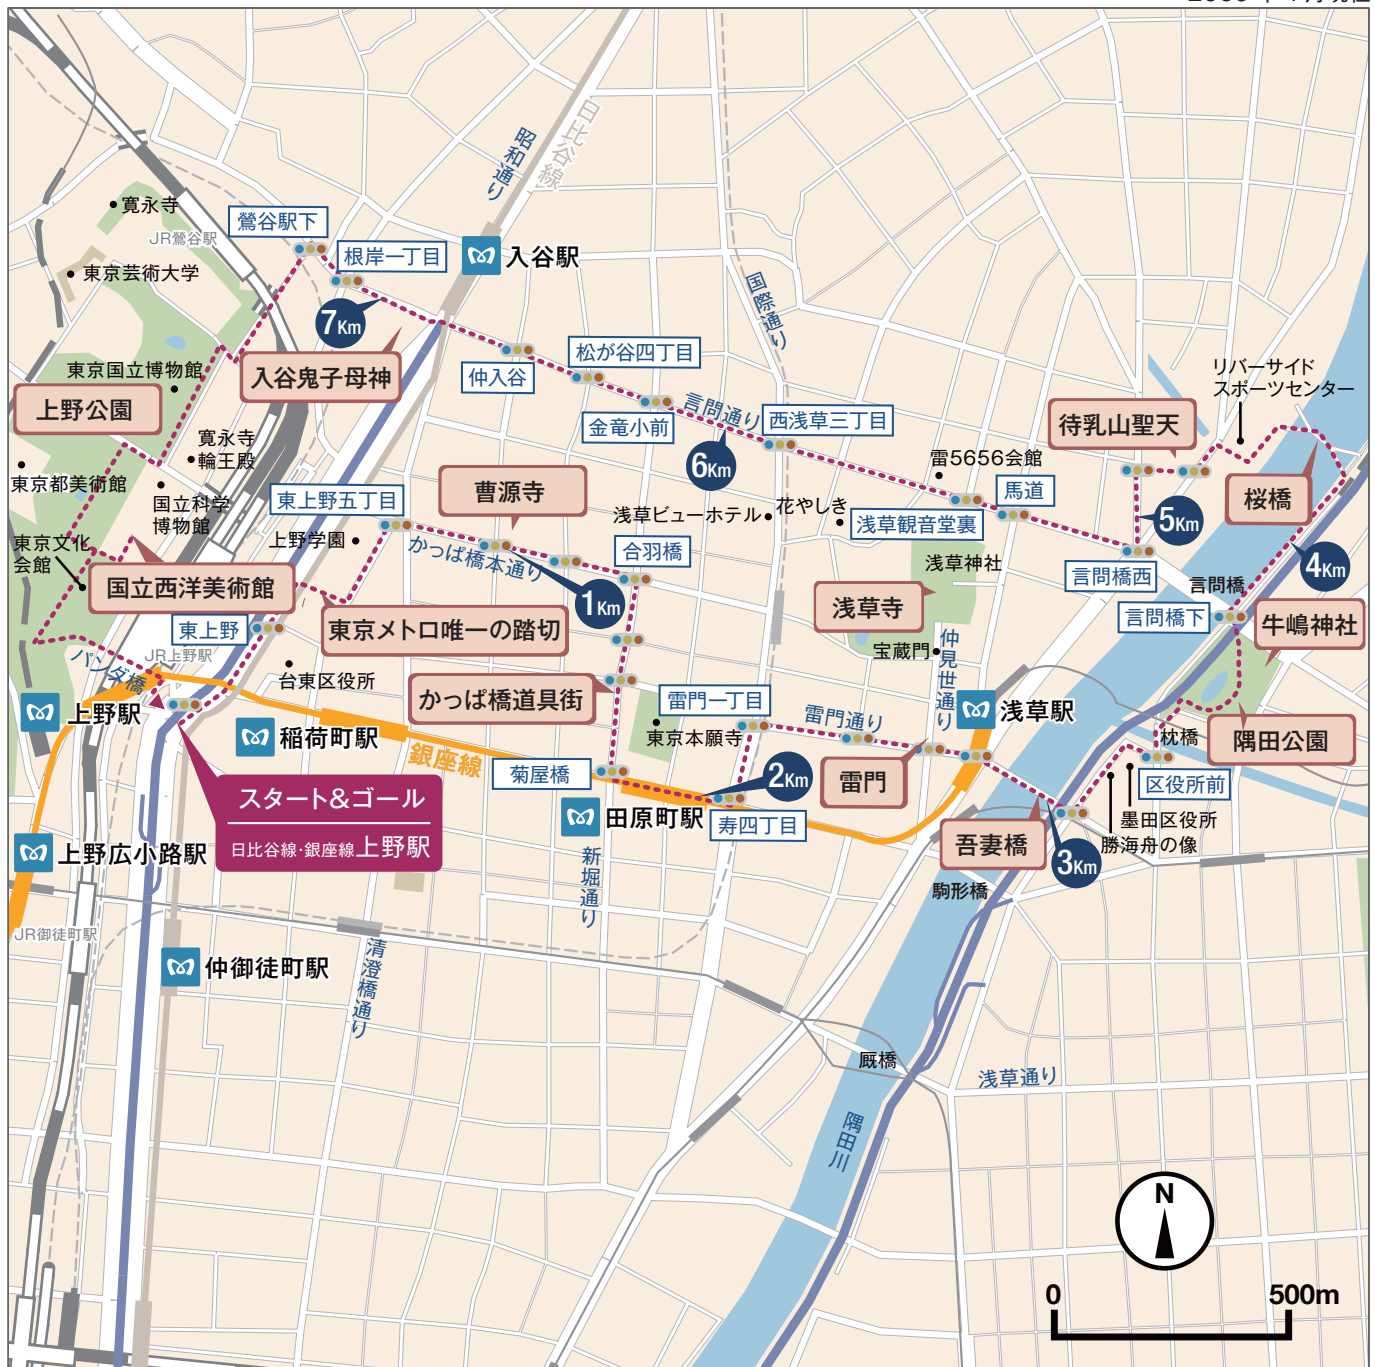 日比谷線
昭和通り
寛永寺
JR鶯谷駅
鶯谷駅下
根岸一丁目
入谷駅
東京芸術大学
国際通り
7Km
入谷鬼子母神
仲入谷
松が谷四丁目
東京国立博物館
上野公園
金竜小前
言問通り
西浅草三丁目
リバーサイド
スポーツセンター
待乳山聖天
寛永寺
輪王殿
6Km
雷5656会館
東京都美術館
国立科学
博物館
東上野五丁目
曹源寺
馬道
桜橋
5Km
浅草ビューホテル
花やしき
浅草観音堂裏
東京文化
会館
上野学園
かっぱ橋本通り
合羽橋
浅草神社
言問橋西
言問橋
4Km
国立西洋美術館
1Km
浅草寺
言問橋下
牛嶋神社
東上野
東京メトロ唯一の踏切
JR上野駅
パンダ橋
宝蔵門
仲見世通り
台東区役所
かっぱ橋道具街
雷門一丁目
上野駅
稲荷町駅
東京本願寺
雷門通り
浅草駅
枕橋
隅田公園
銀座線
菊屋橋
2Km
雷門
区役所前
スタート&ゴール
日比谷線・銀座線上野駅
田原町駅
寿四丁目
墨田区役所
勝海舟の像
吾妻橋
3Km
上野広小路駅
新堀通り
駒形橋
JR御徒町駅
仲御徒町駅
清澄橋通り
厩橋
浅草通り
隅田川
N
0
500m